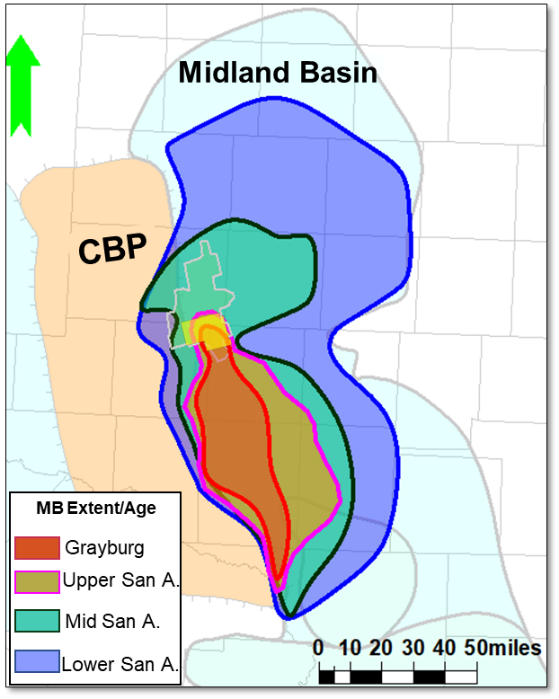 Midland Basin
CBP
MB Extent/Age
Grayburg
Upper San A.
Mid San A.
Lower San A.
0 10 20 30 40 50miles